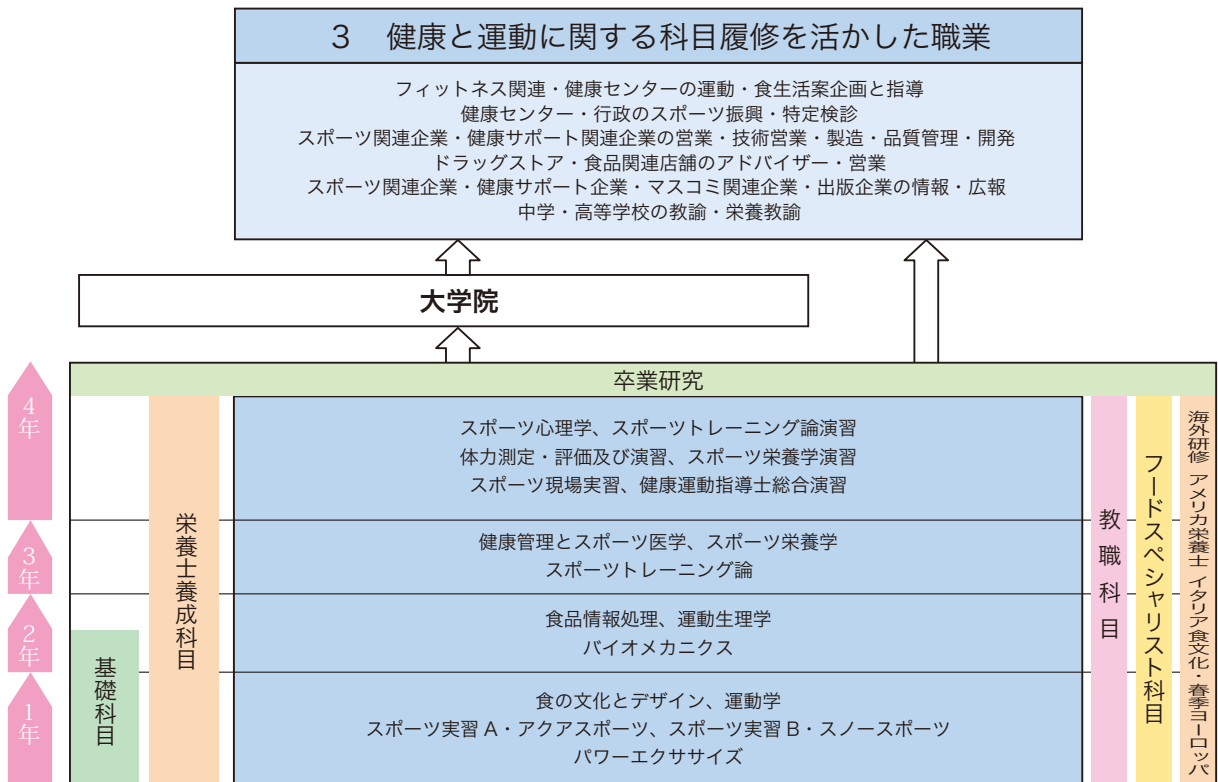 3 健康と運動に関する科目履修を活かした職業
フィットネス関連・健康センターの運動・食生活案企画と指導
健康センター・行政のスポーツ振興・特定検診
スポーツ関連企業・健康サポート関連企業の営業・技術営業・製造・品質管理・開発
ドラッグストア・食品関連店舗のアドバイザー・営業
スポーツ関連企業・健康サポート企業・マスコミ関連企業・出版企業の情報・広報
中学・高等学校の教諭・栄養教諭
大学院
卒業研究
4年
スポーツ心理学、スポーツトレーニング論演習
体力測定・評価及び演習、スポーツ栄養学演習
スポーツ現場実習、健康運動指導士総合演習
3年
健康管理とスポーツ医学、スポーツ栄養学
スポーツトレーニング論
2年
食品情報処理、運動生理学
バイオメカニクス
1年
食の文化とデザイン、運動学
スポーツ実習 A・アクアスポーツ、スポーツ実習 B・スノースポーツ
パワーエクササイズ
基礎科目
栄養士養成科目
教職科目
フードスペシャリスト科目
海外研修 アメリカ栄養士 イタリア食文化・春季ヨーロッパ